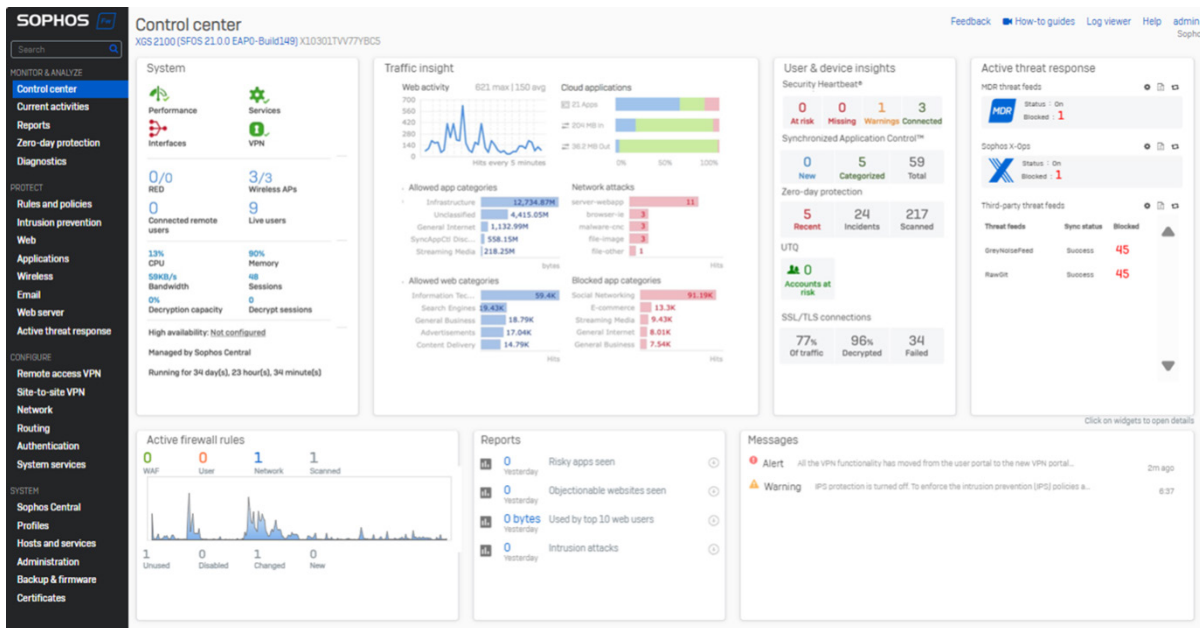 SOPHOS Fw
Search
MONITOR & ANALYZE
Control center
Current activities
Reports
Zero-day protection
Diagnostics
PROTECT
Rules and policies
Intrusion prevention
Web
Applications
Wireless
Email
Web server
Active threat response
CONFIGURE
Remote access VPN
Site-to-site VPN
Network
Routing
Authentication
System services
SYSTEM
Sophos Central
Profiles
Hosts and services
Administration
Backup & firmware
Certificates
Control center
XGS 2100 (SFOS 21.0.0 EAP0-Build149) X10301TVV77YBC5
Feedback How-to guides Log viewer Help admin
Sopho
System
Performance Services
Interfaces VPN
0/0 3/3
RED Wireless APs
0 9
Connected remote users Live users
13% 90%
CPU Memory
59KB/s 48
Bandwidth Sessions
0% 0
Decryption capacity Decrypt sessions
High availability: Not configured
Managed by Sophos Central
Running for 34 day(s), 23 hour(s), 34 minute(s)
Traffic insight
Web activity 621 max | 150 avg
700
560
420
280
140
0
Hits every 5 minutes
Cloud applications
21 Apps
204 MB In
36.2 MB Out
0% 50% 100%
Allowed app categories
Infrastructure 12,734.87M
Unclassified 4,415.05M
General Internet 1,132.99M
SyncAppCtl Disc... 558.15M
Streaming Media 218.25M
bytes
Network attacks
server-webapp 11
browser-ie 3
malware-cnc 3
file-image 3
file-other 1
Hits
Allowed web categories
Information Tec... 59.4K
Search Engines 19.43K
General Business 18.79K
Advertisements 17.04K
Content Delivery 14.79K
Hits
Blocked app categories
Social Networking 91.19K
E-commerce 13.3K
Streaming Media 9.43K
General Internet 8.01K
General Business 7.54K
Hits
User & device insights
Security Heartbeat®
0 0 1 3
At risk Missing Warnings Connected
Synchronized Application Control™
0 5 59
New Categorized Total
Zero-day protection
5 24 217
Recent Incidents Scanned
UTQ
0
Accounts at risk
SSL/TLS connections
77% 96% 34
Of traffic Decrypted Failed
Active threat response
MDR threat feeds
MDR
Status : On
Blocked : 1
Sophos X-Ops
Status : On
Blocked : 1
Third-party threat feeds
Threat feeds Sync status Blocked
GreyNoiseFeed Success 45
RawGit Success 45
Click on widgets to open details
Active firewall rules
0 0 1 1
WAF User Network Scanned
1 0 1 0
Unused Disabled Changed New
Reports
0 Risky apps seen
Yesterday
0 Objectionable websites seen
Yesterday
0 bytes Used by top 10 web users
Yesterday
0 Intrusion attacks
Yesterday
Messages
Alert All the VPN functionality has moved from the user portal to the new VPN portal... 2m ago
Warning IPS protection is turned off. To enforce the intrusion prevention (IPS) policies a... 6:37